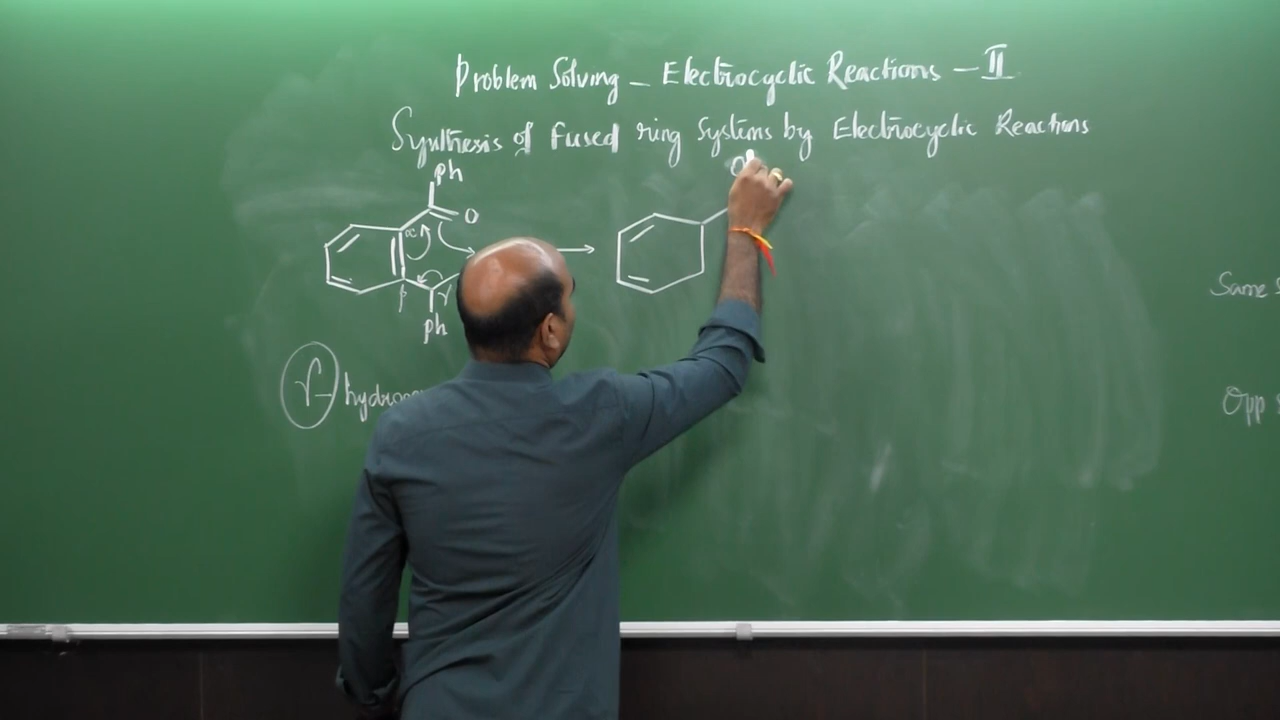 Problem Solving – Electrocyclic Reactions – II
Synthesis of Fused ring Systems by Electrocyclic Reactions
Ph
O
α
β
γ
Ph
γ-
Same
Opp